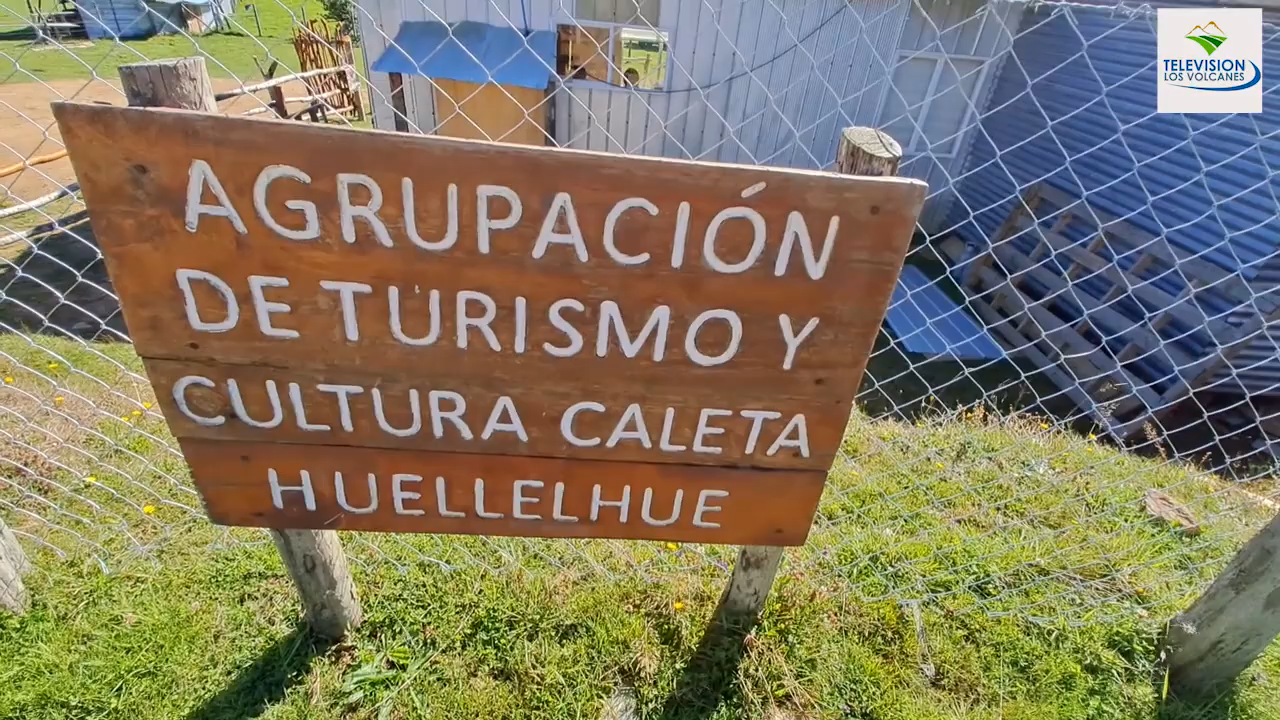 TELEVISION
LOS VOLCANES
AGRUPACIÓN
DE TURISMO Y
CULTURA CALETA
HUELLELHUE